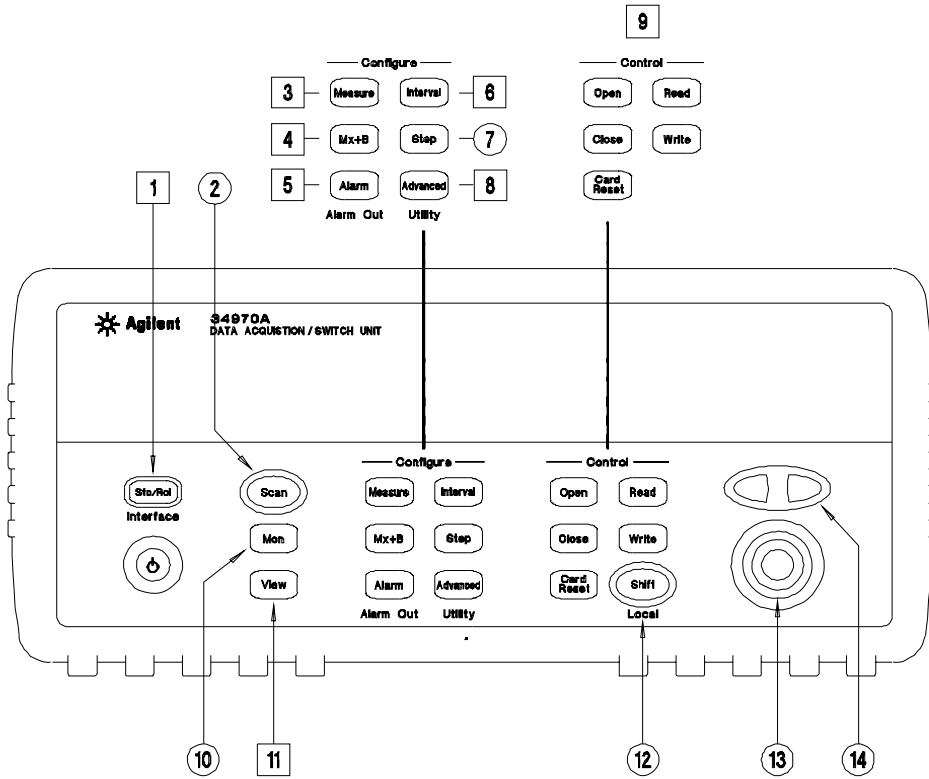 9
Configure
Control
3 Measure Interval 6
Open Read
4 Mx+B Step 7
Close Write
5 Alarm Advanced 8
Card Reset
Alarm Out Utility
1 2
Agilent 34970A
DATA ACQUISTION / SWITCH UNIT
Configure
Control
Sto/Rcl Scan Measure Interval Open Read
Interface
Mon Mx+B Step Close Write
View Alarm Advanced Card Reset Shift
Alarm Out Utility Local
10 11 12 13 14